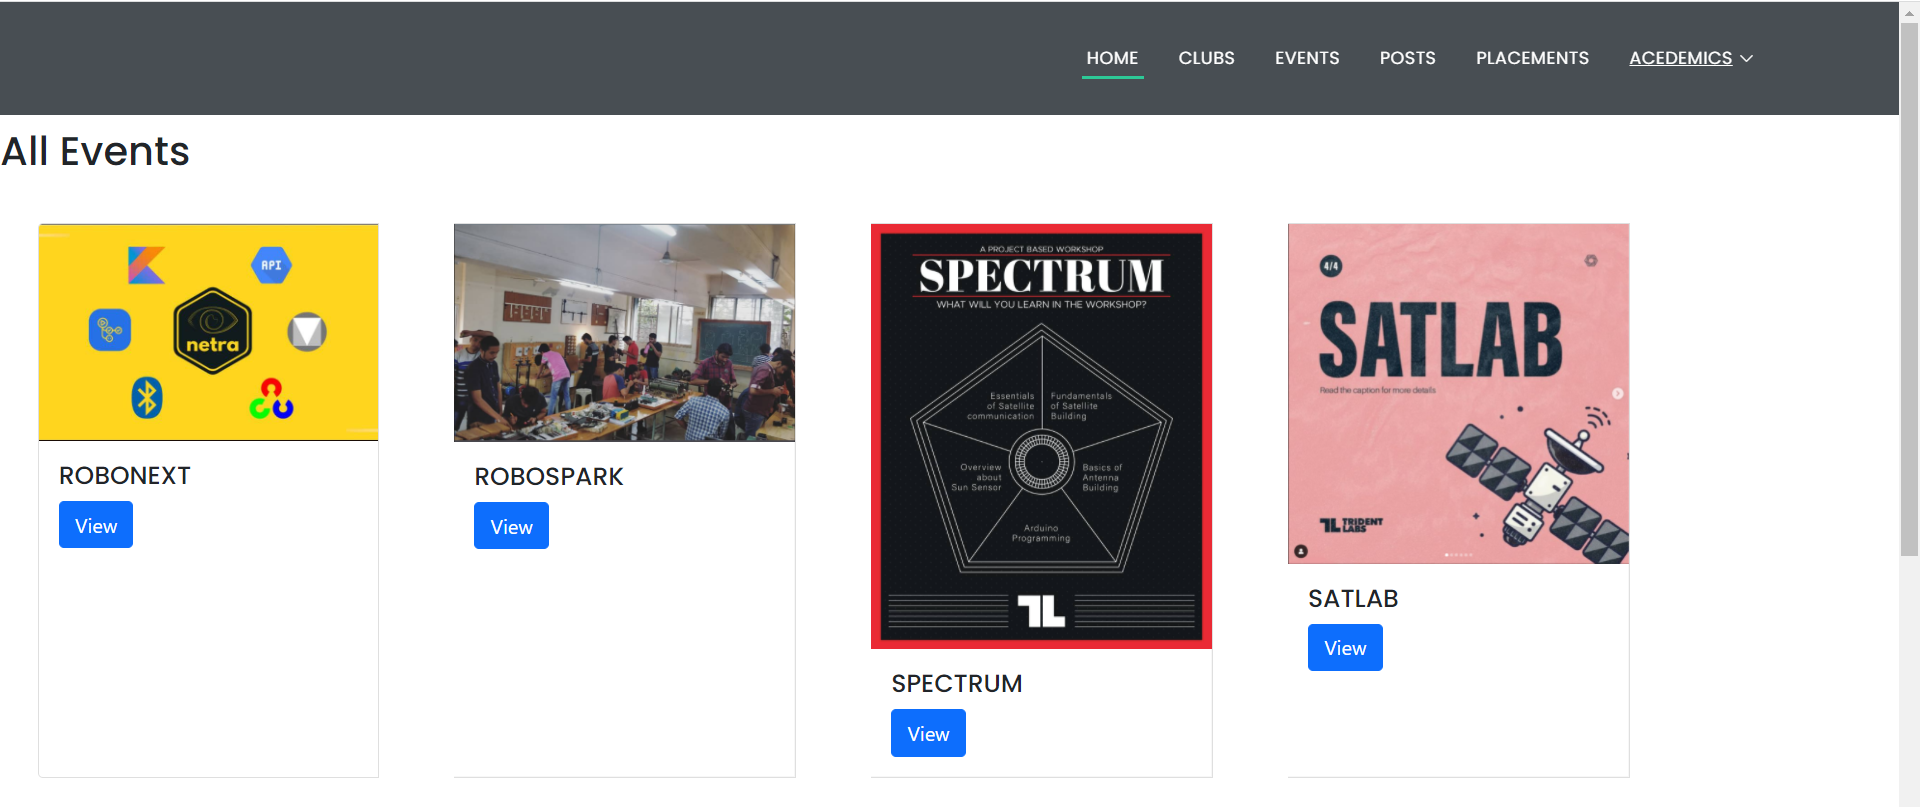 HOME CLUBS EVENTS POSTS PLACEMENTS ACEDEMICS
All Events
API
netra
ROBONEXT
View
ROBOSPARK
View
A PROJECT BASED WORKSHOP
SPECTRUM
WHAT WILL YOU LEARN IN THE WORKSHOP?
Essentials
of Satellite
communication
Fundamentals
of Satellite
Building
Overview
about
Sun Sensor
Basics of
Antenna
Building
Arduino
Programming
TL
SPECTRUM
View
4/4
SATLAB
Read the caption for more details
TL TRIDENT
LABS
SATLAB
View